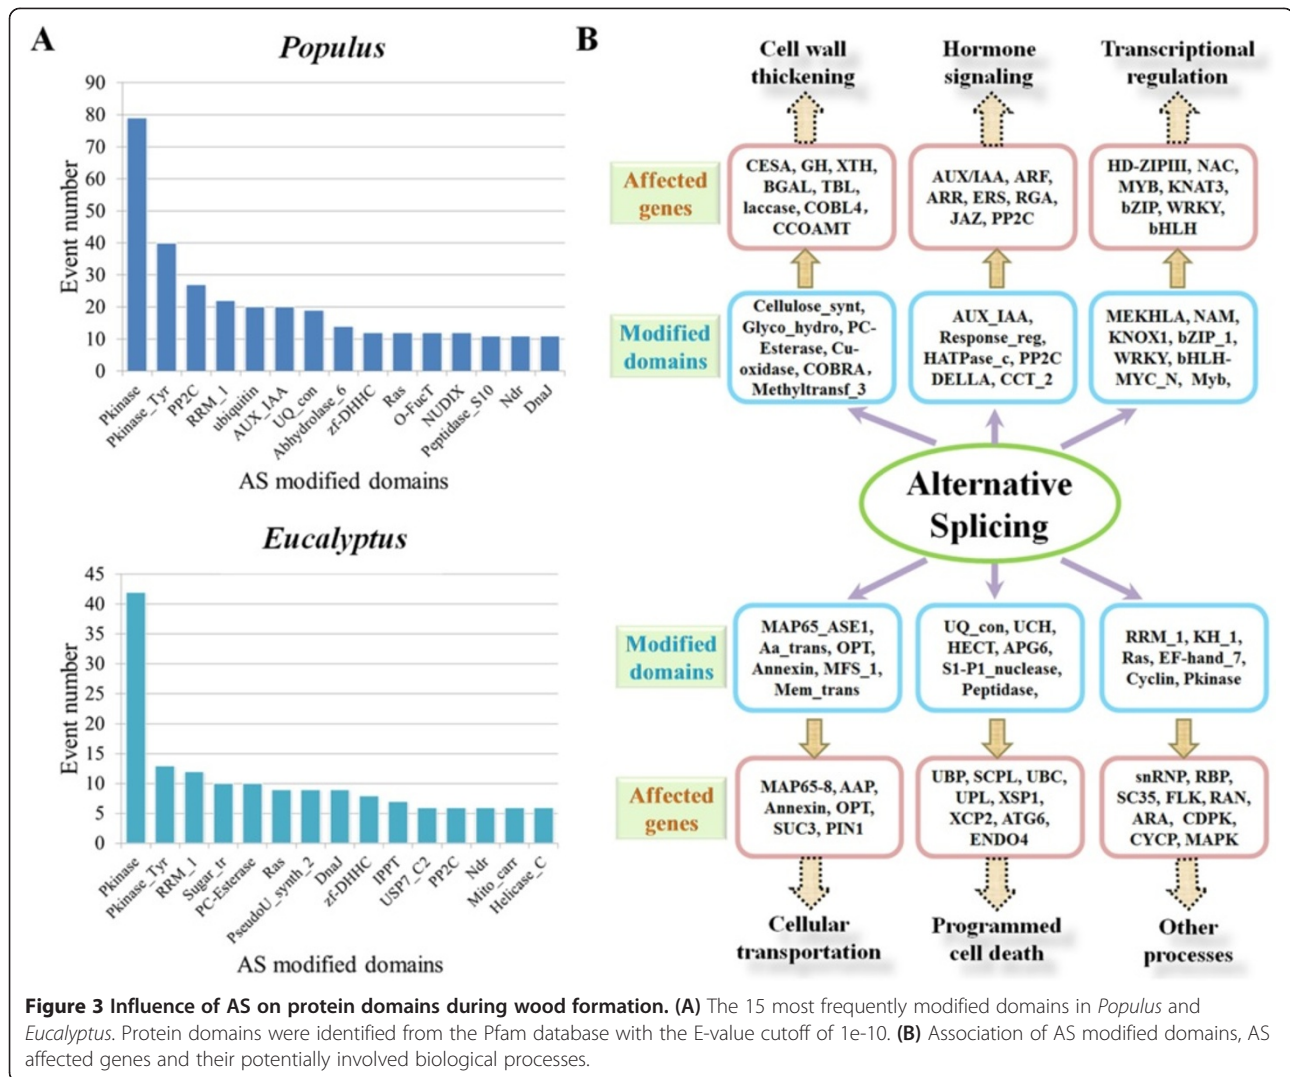 A
Populus
90
80
70
60
50
40
30
20
10
0
Event number
Pkinase
Pkinase_Tyr
PP2C
RRM_1
ubiquitin
AUX_IAA
UQ_con
Abhydrolase_6
zf-DHHC
Ras
O-FucT
NUDIX
Peptidase_S10
Ndr
DnaJ
AS modified domains
Eucalyptus
45
40
35
30
25
20
15
10
5
0
Event number
Pkinase
Pkinase_Tyr
RRM_1
Sugar_tr
PC-Esterase
Ras
PseudoU_synth_2
DnaJ
zf-DHHC
IPPT
USP7_C2
PP2C
Ndr
Mito_carr
Helicase_C
AS modified domains
B
Cell wall
thickening
Hormone
signaling
Transcriptional
regulation
Affected
genes
CESA, GH, XTH,
BGAL, TBL,
laccase, COBL4,
CCOAMT
AUX/IAA, ARF,
ARR, ERS, RGA,
JAZ, PP2C
HD-ZIPIII, NAC,
MYB, KNAT3,
bZIP, WRKY,
bHLH
Modified
domains
Cellulose_synt,
Glyco_hydro, PC-
Esterase, Cu-
oxidase, COBRA,
Methyltransf_3
AUX_IAA,
Response_reg,
HATPase_c, PP2C
DELLA, CCT_2
MEKHLA, NAM,
KNOX1, bZIP_1,
WRKY, bHLH-
MYC_N, Myb,
Alternative
Splicing
Modified
domains
MAP65_ASE1,
Aa_trans, OPT,
Annexin, MFS_1,
Mem_trans
UQ_con, UCH,
HECT, APG6,
S1-P1_nuclease,
Peptidase,
RRM_1, KH_1,
Ras, EF-hand_7,
Cyclin, Pkinase
Affected
genes
MAP65-8, AAP,
Annexin, OPT,
SUC3, PIN1
UBP, SCPL, UBC,
UPL, XSP1,
XCP2, ATG6,
ENDO4
snRNP, RBP,
SC35, FLK, RAN,
ARA, CDPK,
CYCP, MAPK
Cellular
transportation
Programmed
cell death
Other
processes
Figure 3 Influence of AS on protein domains during wood formation. (A) The 15 most frequently modified domains in Populus and
Eucalyptus. Protein domains were identified from the Pfam database with the E-value cutoff of 1e-10. (B) Association of AS modified domains, AS
affected genes and their potentially involved biological processes.